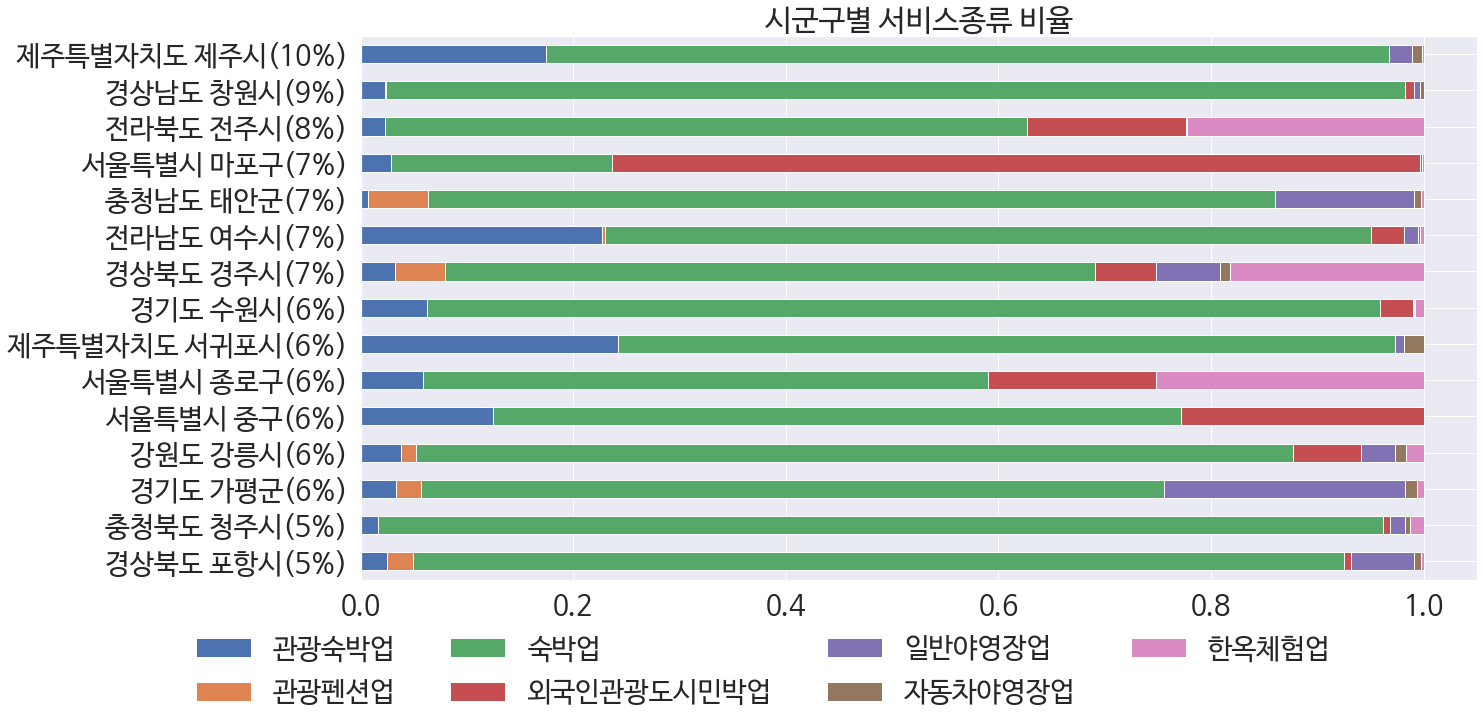 시군구별 서비스종류 비율
제주특별자치도 제주시(10%)
경상남도 창원시(9%)
전라북도 전주시(8%)
서울특별시 마포구(7%)
충청남도 태안군(7%)
전라남도 여수시(7%)
경상북도 경주시(7%)
경기도 수원시(6%)
제주특별자치도 서귀포시(6%)
서울특별시 종로구(6%)
서울특별시 중구(6%)
강원도 강릉시(6%)
경기도 가평군(6%)
충청북도 청주시(5%)
경상북도 포항시(5%)
0.0 0.2 0.4 0.6 0.8 1.0
관광숙박업 숙박업 일반야영장업 한옥체험업
관광펜션업 외국인관광도시민박업 자동차야영장업